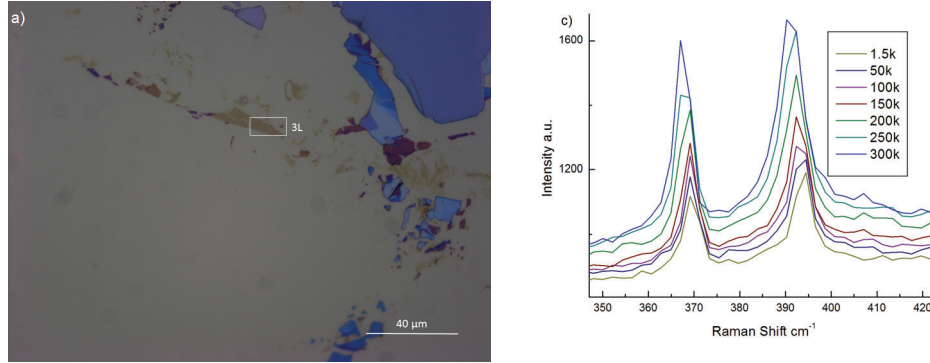 a)
3L
40 μm
c)
Intensity a.u.
1600
1200
1.5k
50k
100k
150k
200k
250k
300k
350
360
370
380
390
400
410
420
Raman Shift cm⁻¹